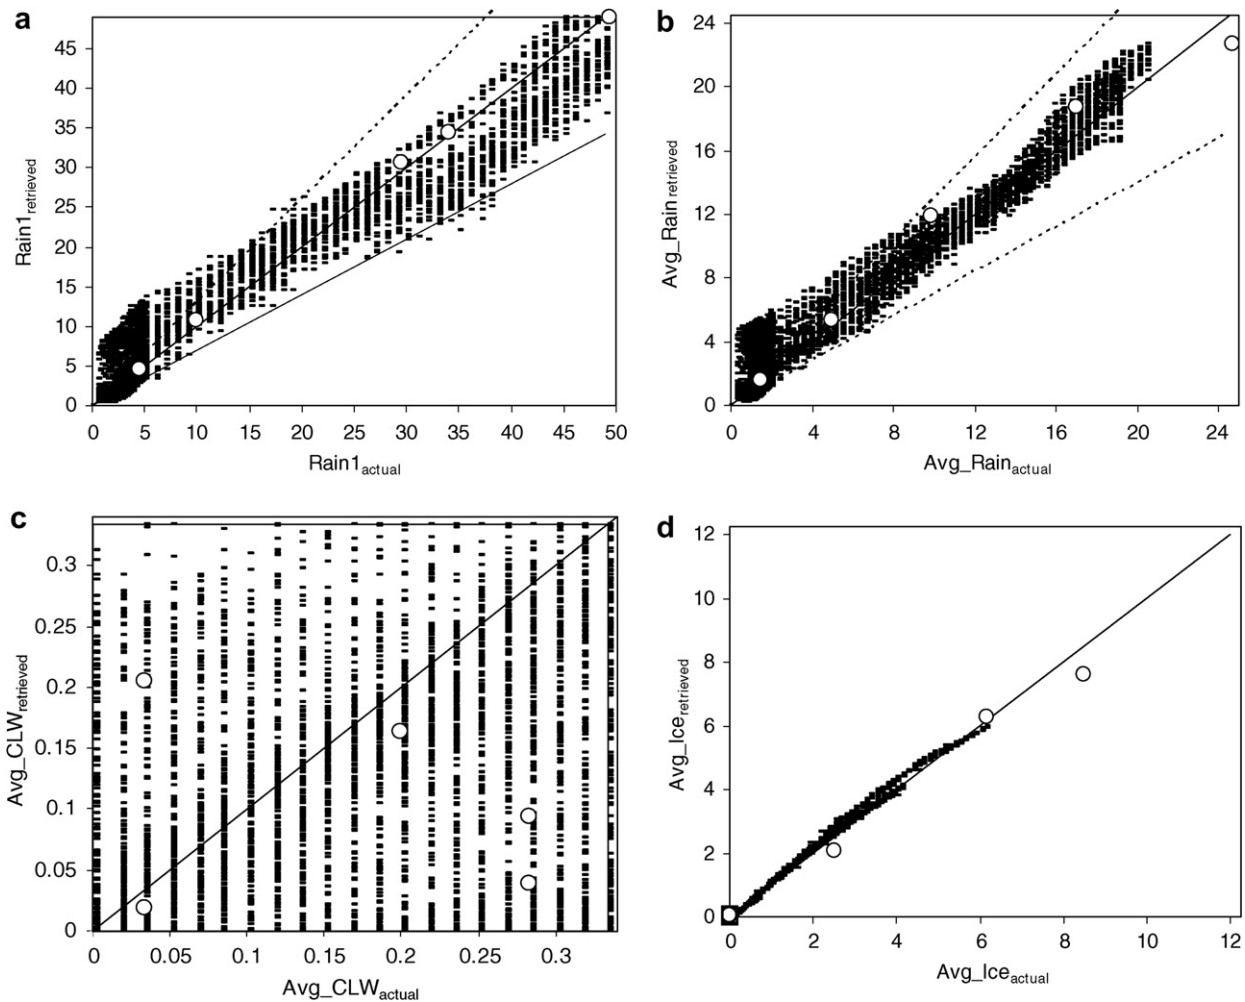 a
45
40
35
30
25
20
15
10
5
0
Rain1retrieved
0 5 10 15 20 25 30 35 40 45 50
Rain1actual
b
24
20
16
12
8
4
0
Avg_Rain retrieved
0 4 8 12 16 20 24
Avg_Rainactual
c
0.3
0.25
0.2
0.15
0.1
0.05
0
Avg_CLWretrieved
0 0.05 0.1 0.15 0.2 0.25 0.3
Avg_CLWactual
d
12
10
8
6
4
2
0
Avg_Iceretrieved
0 2 4 6 8 10 12
Avg_Iceactual